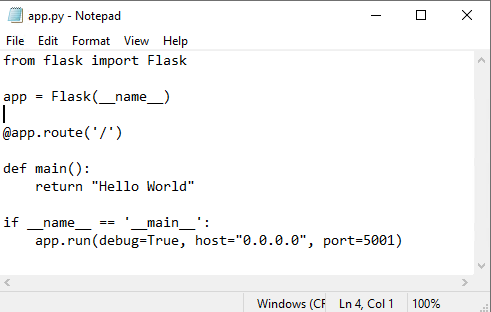 app.py - Notepad
File Edit Format View Help
from flask import Flask
app = Flask(__name__)
@app.route('/')
def main():
    return "Hello World"
if __name__ == '__main__':
    app.run(debug=True, host="0.0.0.0", port=5001)
Windows (CF Ln 4, Col 1 100%